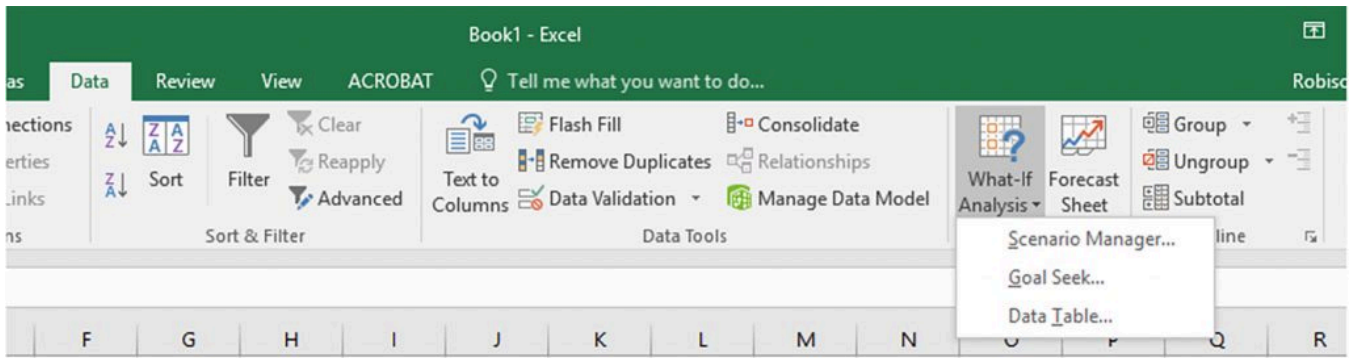 Book1 - Excel
as Data Review View ACROBAT Tell me what you want to do... Robisc
nections
erties
Links
ns
A Z
Z A
Z A A Z
Sort
Filter
Clear
Reapply
Advanced
Sort & Filter
Text to
Columns
Flash Fill
Remove Duplicates
Data Validation
Consolidate
Relationships
Manage Data Model
Data Tools
What-If
Analysis
Forecast
Sheet
Group
Ungroup
Subtotal
line
Scenario Manager...
Goal Seek...
Data Table...
F G H I J K L M N O P Q R